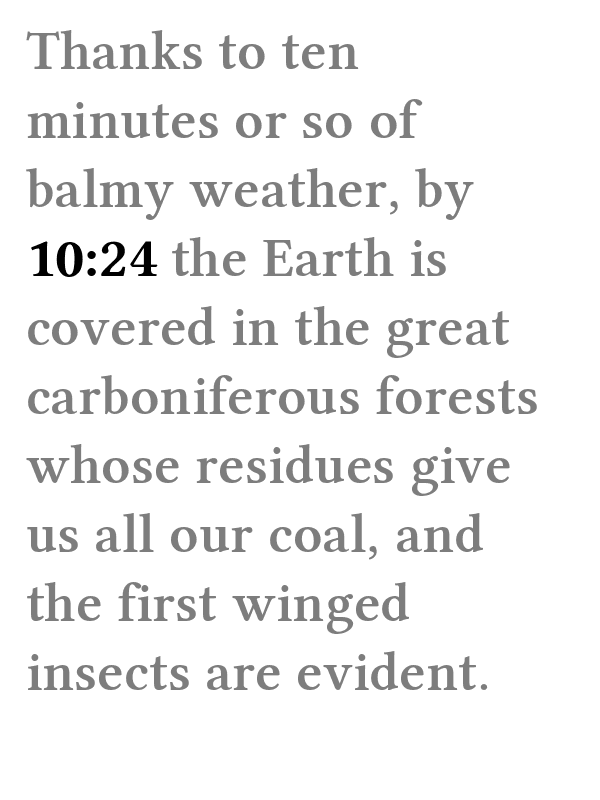 Thanks to ten
minutes or so of
balmy weather, by
10:24 the Earth is
covered in the great
carboniferous forests
whose residues give
us all our coal, and
the first winged
insects are evident.